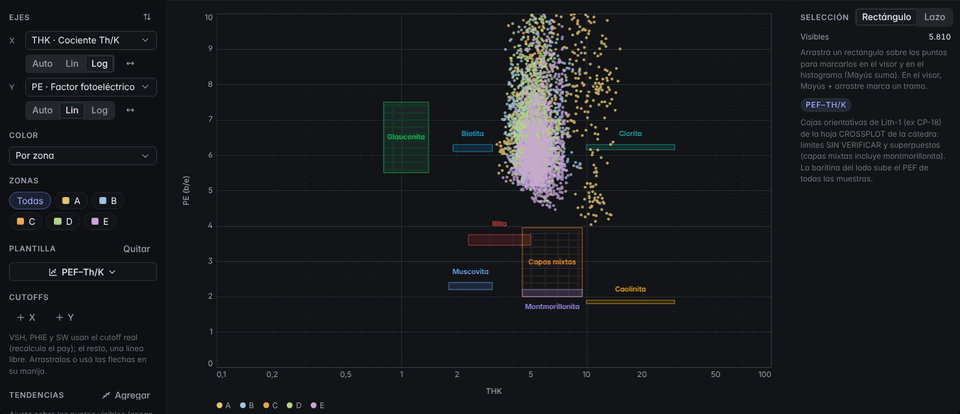 EJES
X THK · Cociente Th/K
Auto Lin Log
Y PE · Factor fotoeléctrico
Auto Lin Log
COLOR
Por zona
ZONAS
Todas A B
C D E
PLANTILLA Quitar
PEF-Th/K
CUTOFFS
+ X + Y
VSH, PHIE y SW usan el cutoff real
(recalcula el pay); el resto, una línea
libre. Arrastralos o usá las flechas en
su manija.
TENDENCIAS Agregar
PE (b/e)
10
9
8
7
6
5
4
3
2
1
0
Glauconita
Biotita
Clorita
Illita
Capas mixtas
Muscovita
Montmorillonita
Caolinita
0,1 0,2 0,5 1 2 5 10 20 50 100
THK
A B C D E
SELECCIÓN Rectángulo Lazo
Visibles 5.810
Arrastrá un rectángulo sobre los puntos
para marcarlos en el visor y en el
histograma (Mayús suma). En el visor,
Mayús + arrastre marca un tramo.
PEF-TH/K
Cajas orientativas de Lith-1 (ex CP-18)
de la hoja CROSSPLOT de la cátedra:
límites SIN VERIFICAR y superpuestos
(capas mixtas incluye montmorillonita).
La baritina del lodo sube el PEF de
todas las muestras.